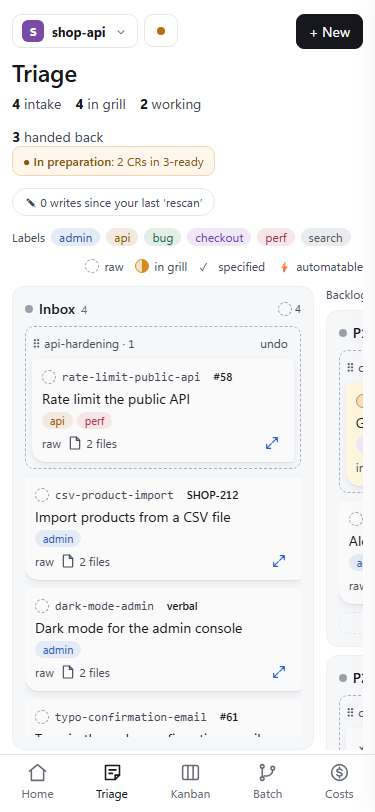 S shop-api + New
Triage
4 intake 4 in grill 2 working
3 handed back
In preparation: 2 CRs in 3-ready
0 writes since your last 'rescan'
Labels admin api bug checkout perf search
raw in grill ✓ specified automatable
Inbox 4 4
api-hardening · 1 undo
rate-limit-public-api #58
Rate limit the public API
api perf
raw 2 files
csv-product-import SHOP-212
Import products from a CSV file
admin
raw 2 files
dark-mode-admin verbal
Dark mode for the admin console
admin
raw 2 files
typo-confirmation-email #61
Home Triage Kanban Batch Costs